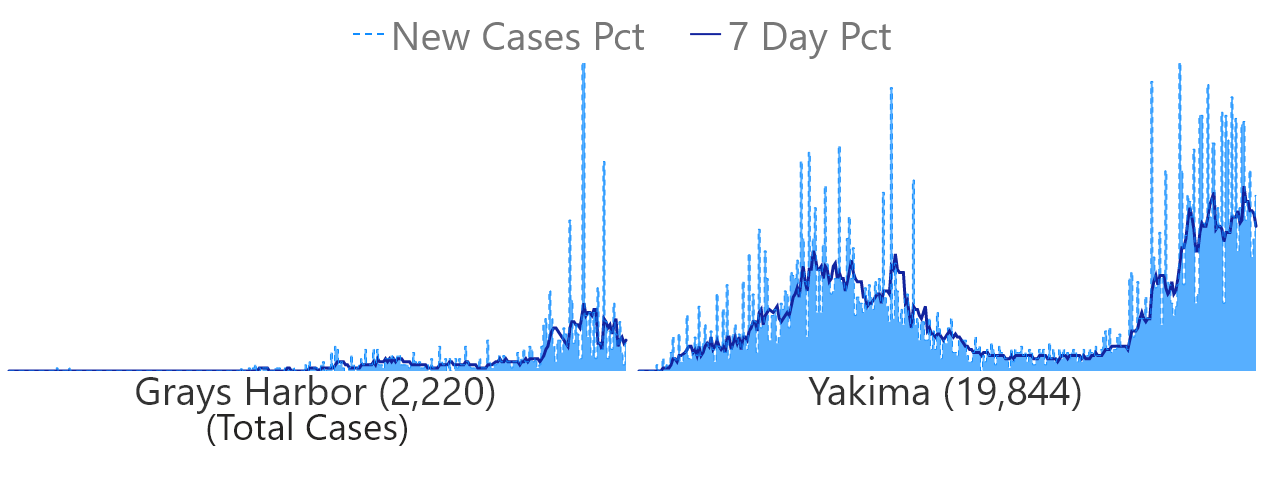 New Cases Pct 7 Day Pct
Grays Harbor (2,220) Yakima (19,844)
(Total Cases)